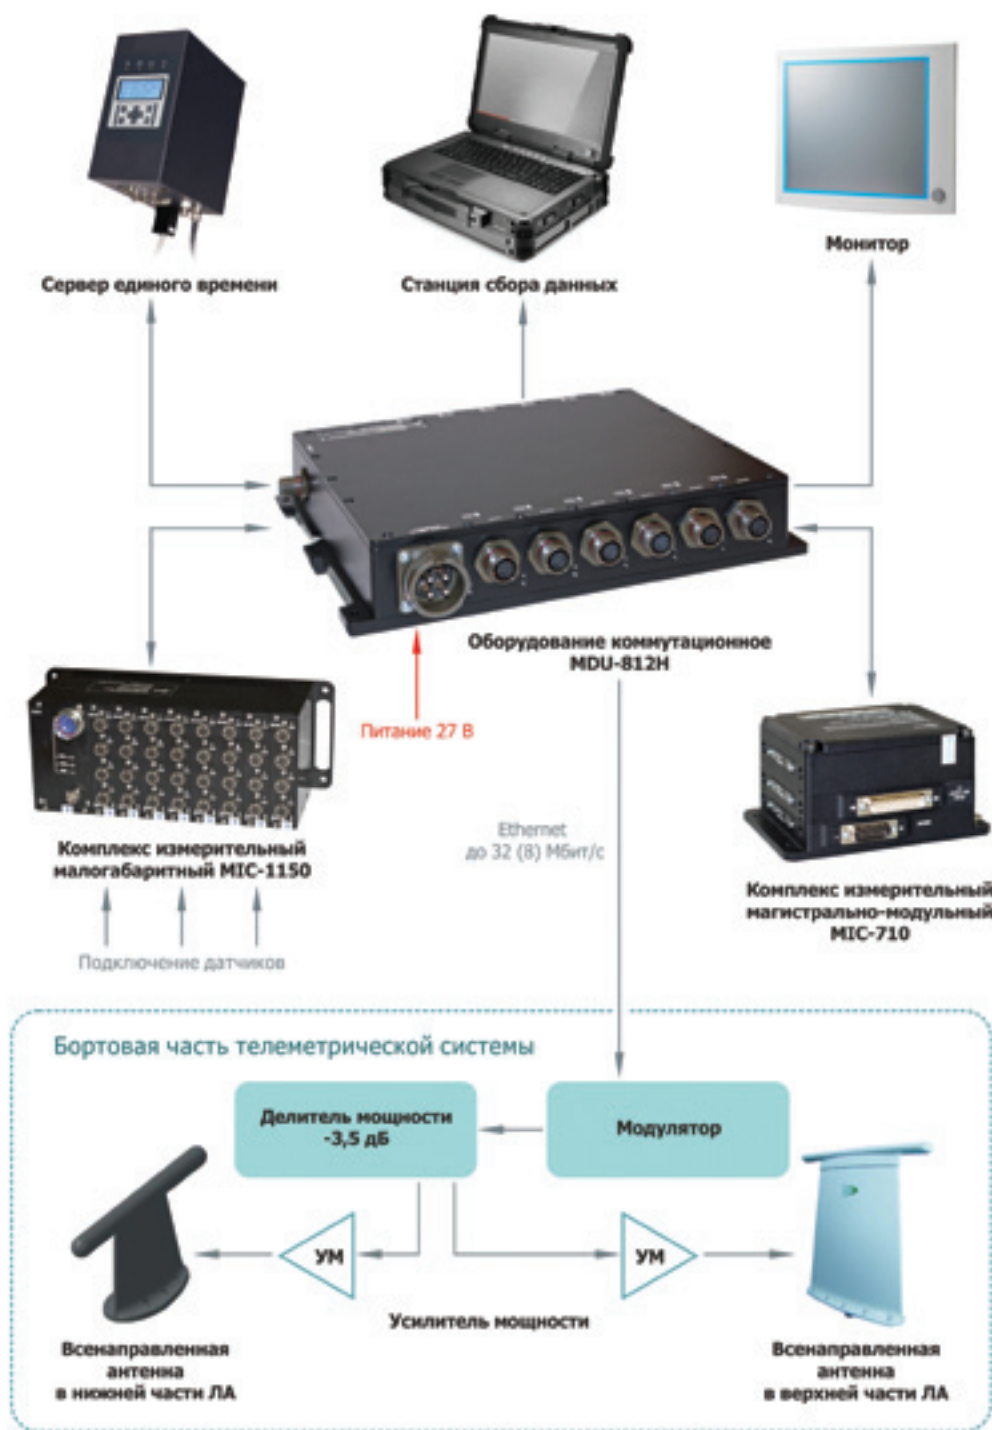 Сервер единого времени
Станция сбора данных
Монитор
Оборудование коммутационное
MDU-812H
Питание 27 В
Комплекс измерительный
малогабаритный MIC-1150
Подключение датчиков
Ethernet
до 32 (8) Мбит/с
Комплекс измерительный
магистрально-модульный
MIC-710
Бортовая часть телеметрической системы
Делитель мощности
-3,5 дБ
Модулятор
УМ
УМ
Усилитель мощности
Всенаправленная
антенна
в нижней части ЛА
Всенаправленная
антенна
в верхней части ЛА